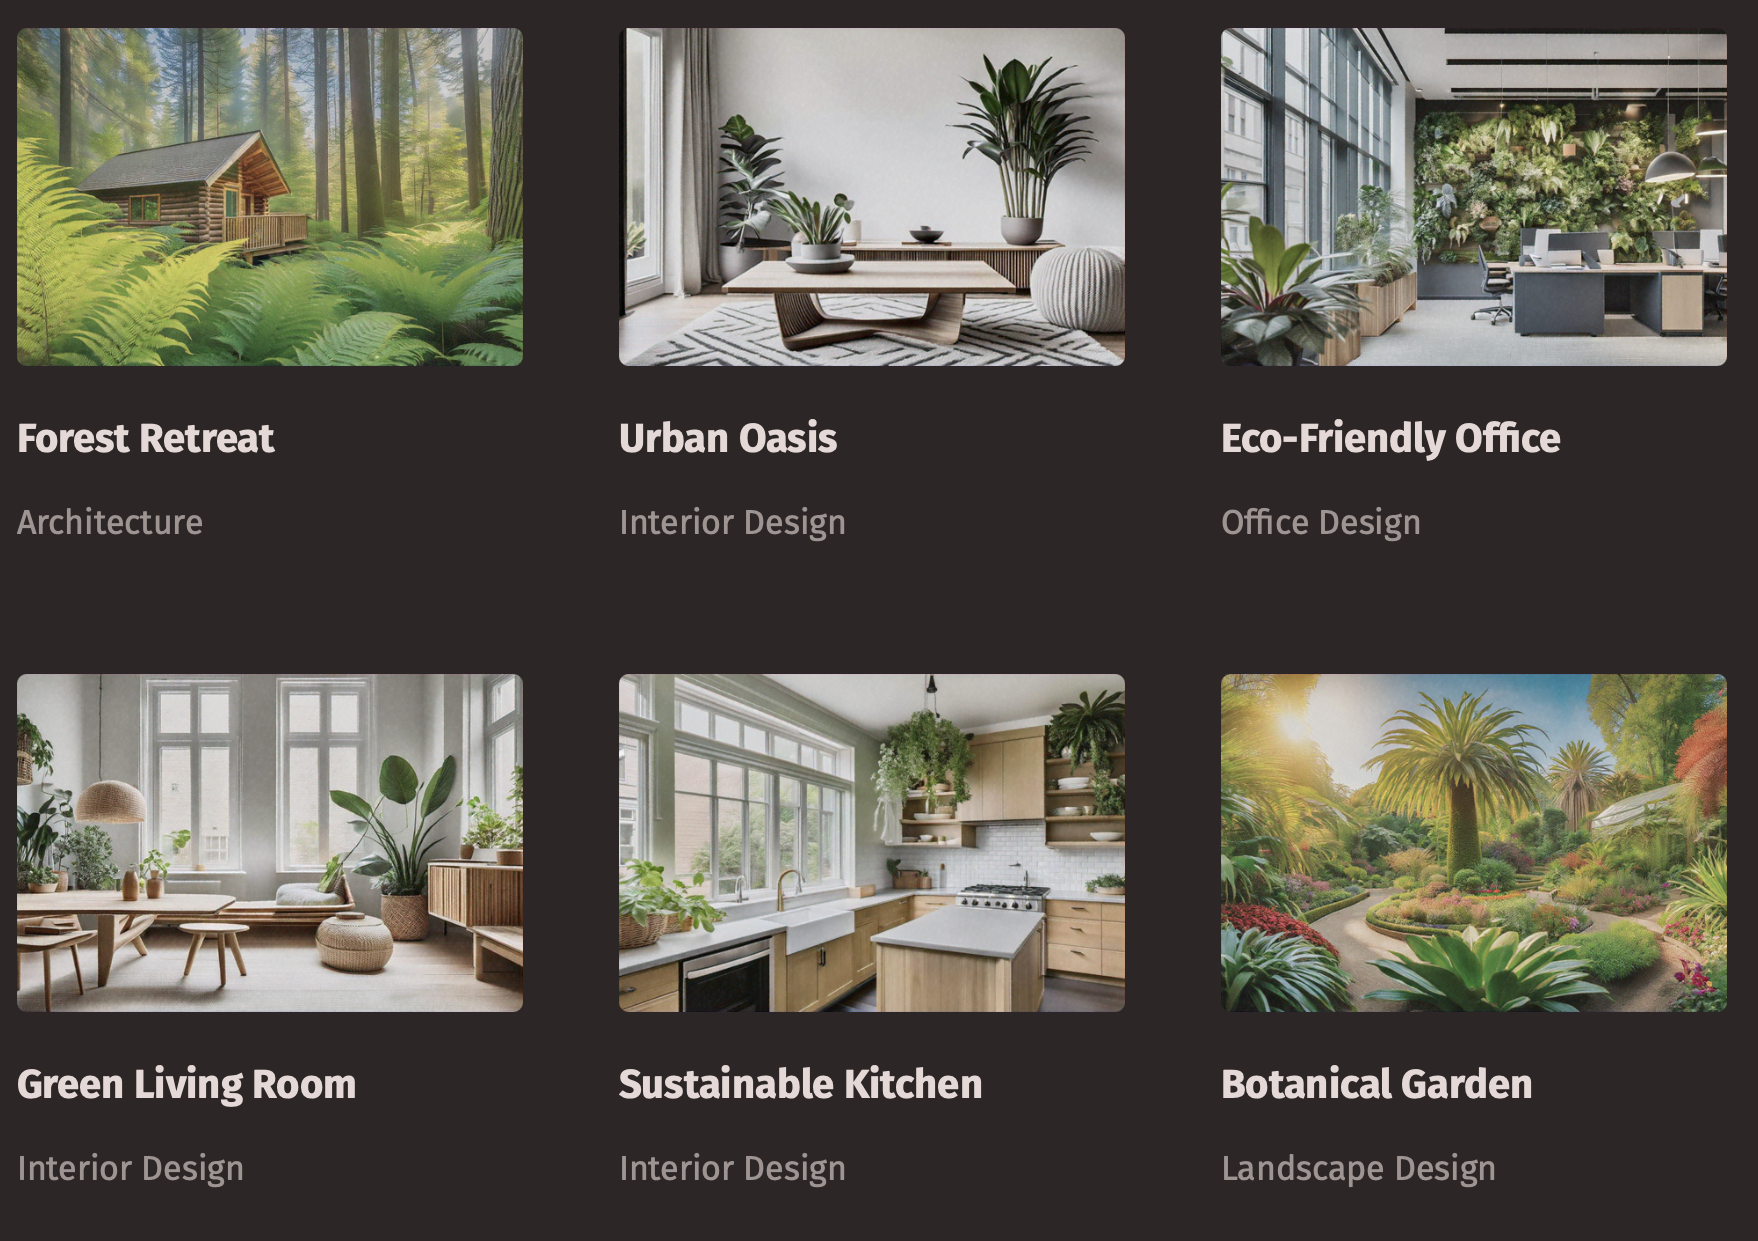 Forest Retreat
Architecture
Urban Oasis
Interior Design
Eco-Friendly Office
Office Design
Green Living Room
Interior Design
Sustainable Kitchen
Interior Design
Botanical Garden
Landscape Design